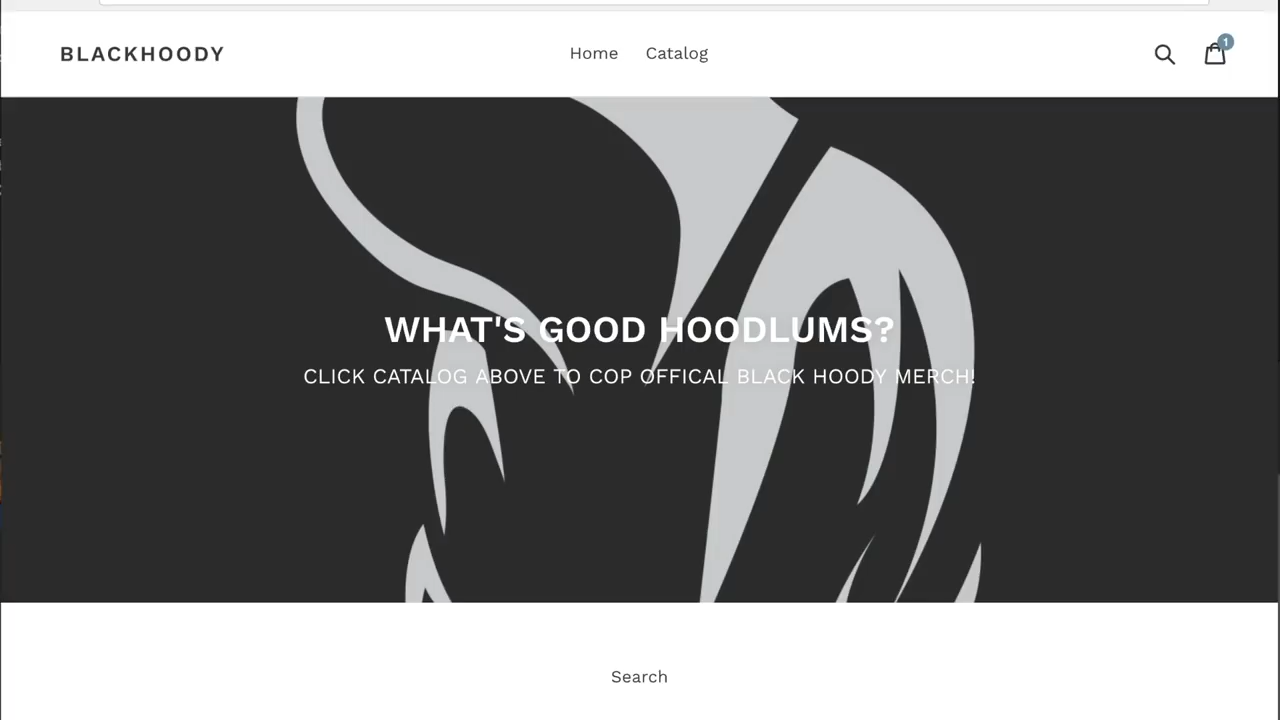 BLACKHOODY
Home Catalog
1
WHAT'S GOOD HOODLUMS?
CLICK CATALOG ABOVE TO COP OFFICAL BLACK HOODY MERCH!
Search